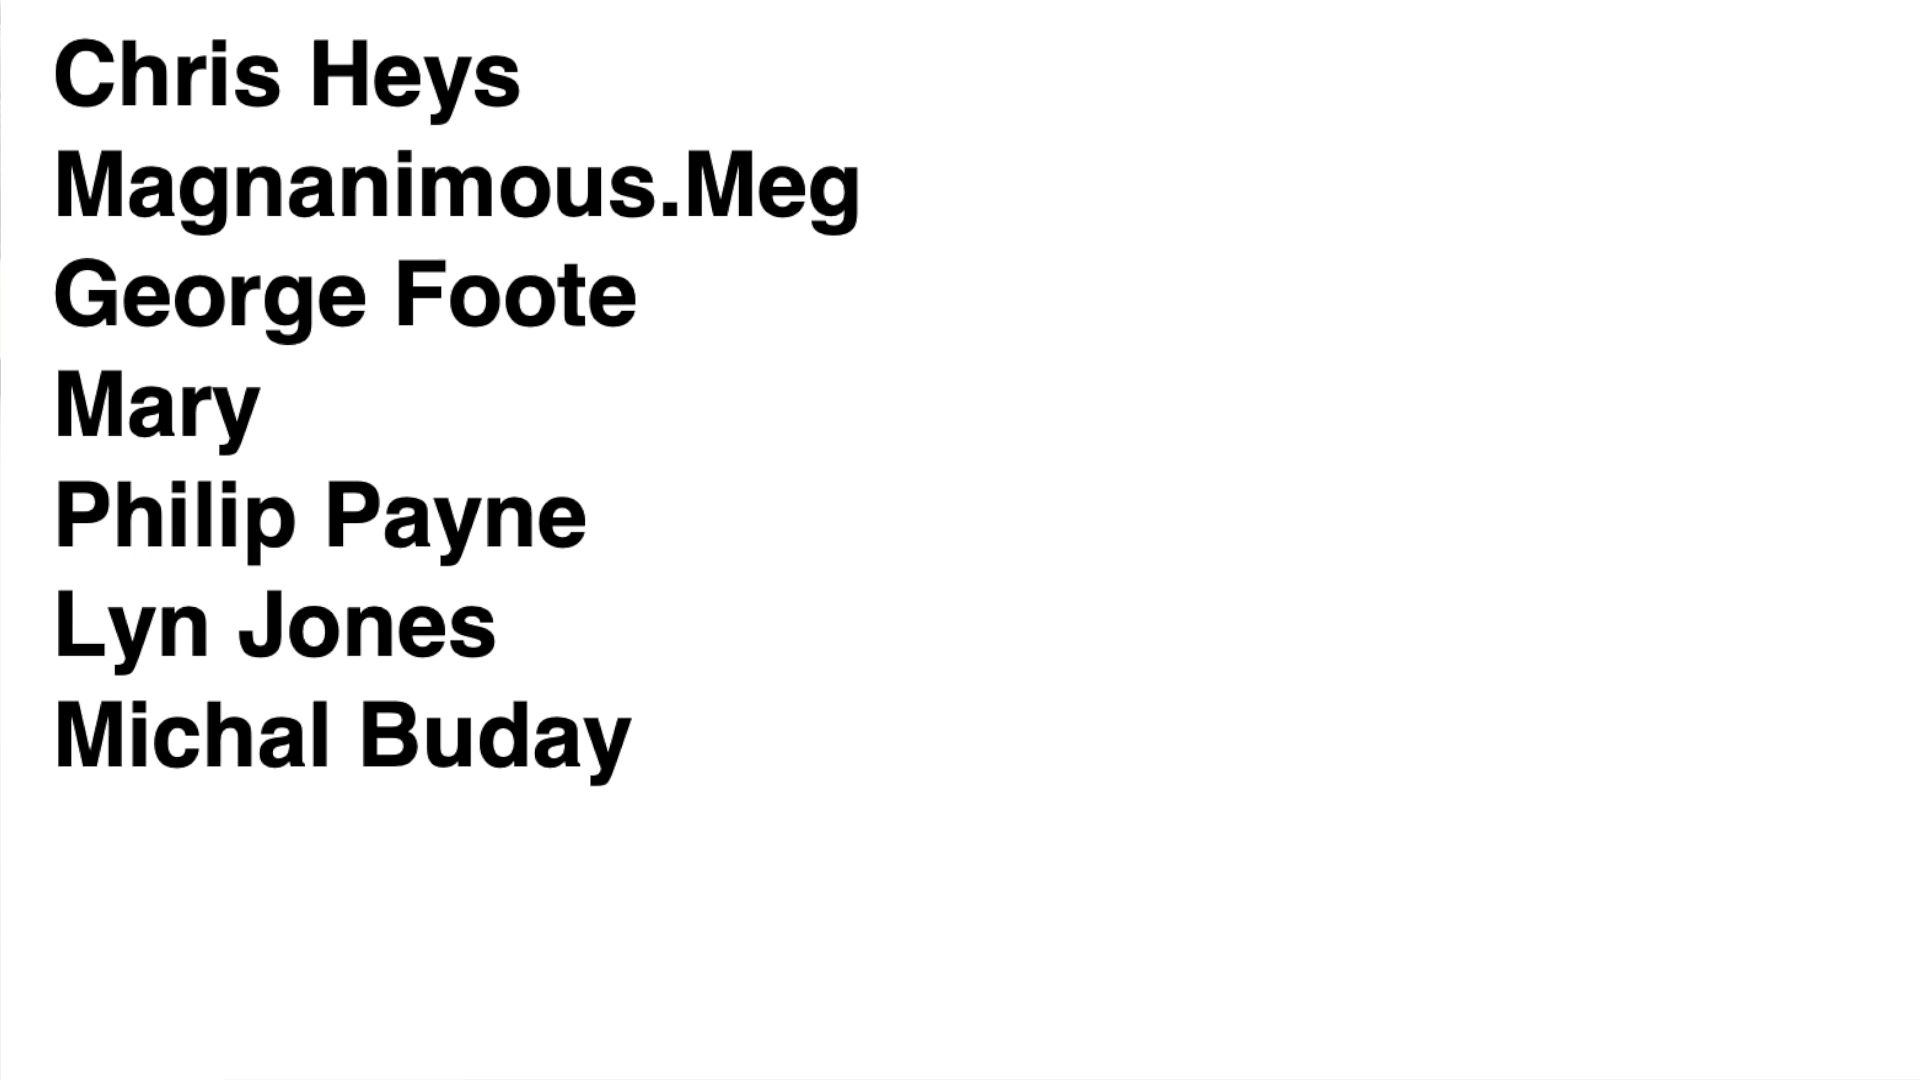 Chris Heys
Magnanimous.Meg
George Foote
Mary
Philip Payne
Lyn Jones
Michal Buday